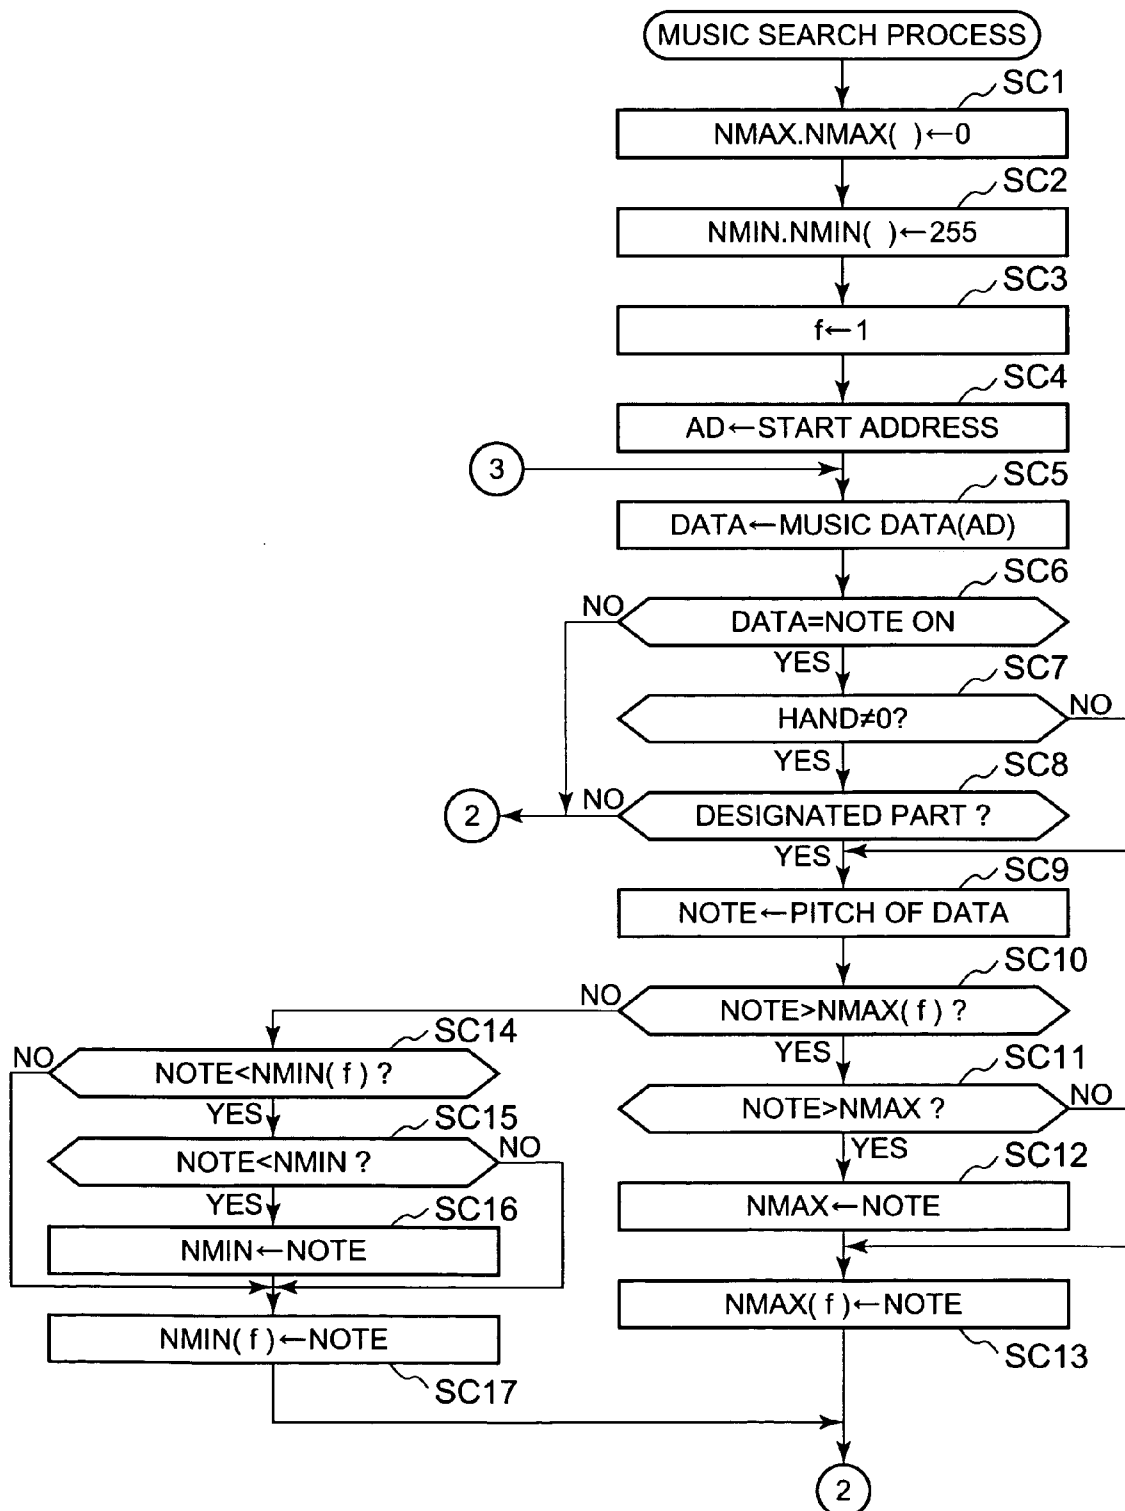 MUSIC SEARCH PROCESS
SC1
NMAX.NMAX( )←0
SC2
NMIN.NMIN( )←255
SC3
f←1
SC4
AD←START ADDRESS
3
SC5
DATA←MUSIC DATA(AD)
SC6
NO
DATA=NOTE ON
YES
SC7
HAND≠0?
NO
YES
SC8
2
NO
DESIGNATED PART ?
YES
SC9
NOTE←PITCH OF DATA
SC10
NO
NOTE>NMAX( f ) ?
YES
SC14
NO
NOTE<NMIN( f ) ?
YES
SC11
NOTE>NMAX ?
NO
YES
SC15
NOTE<NMIN ?
NO
YES
SC12
NMAX←NOTE
SC16
NMIN←NOTE
NMAX( f )←NOTE
SC13
NMIN( f )←NOTE
SC17
2